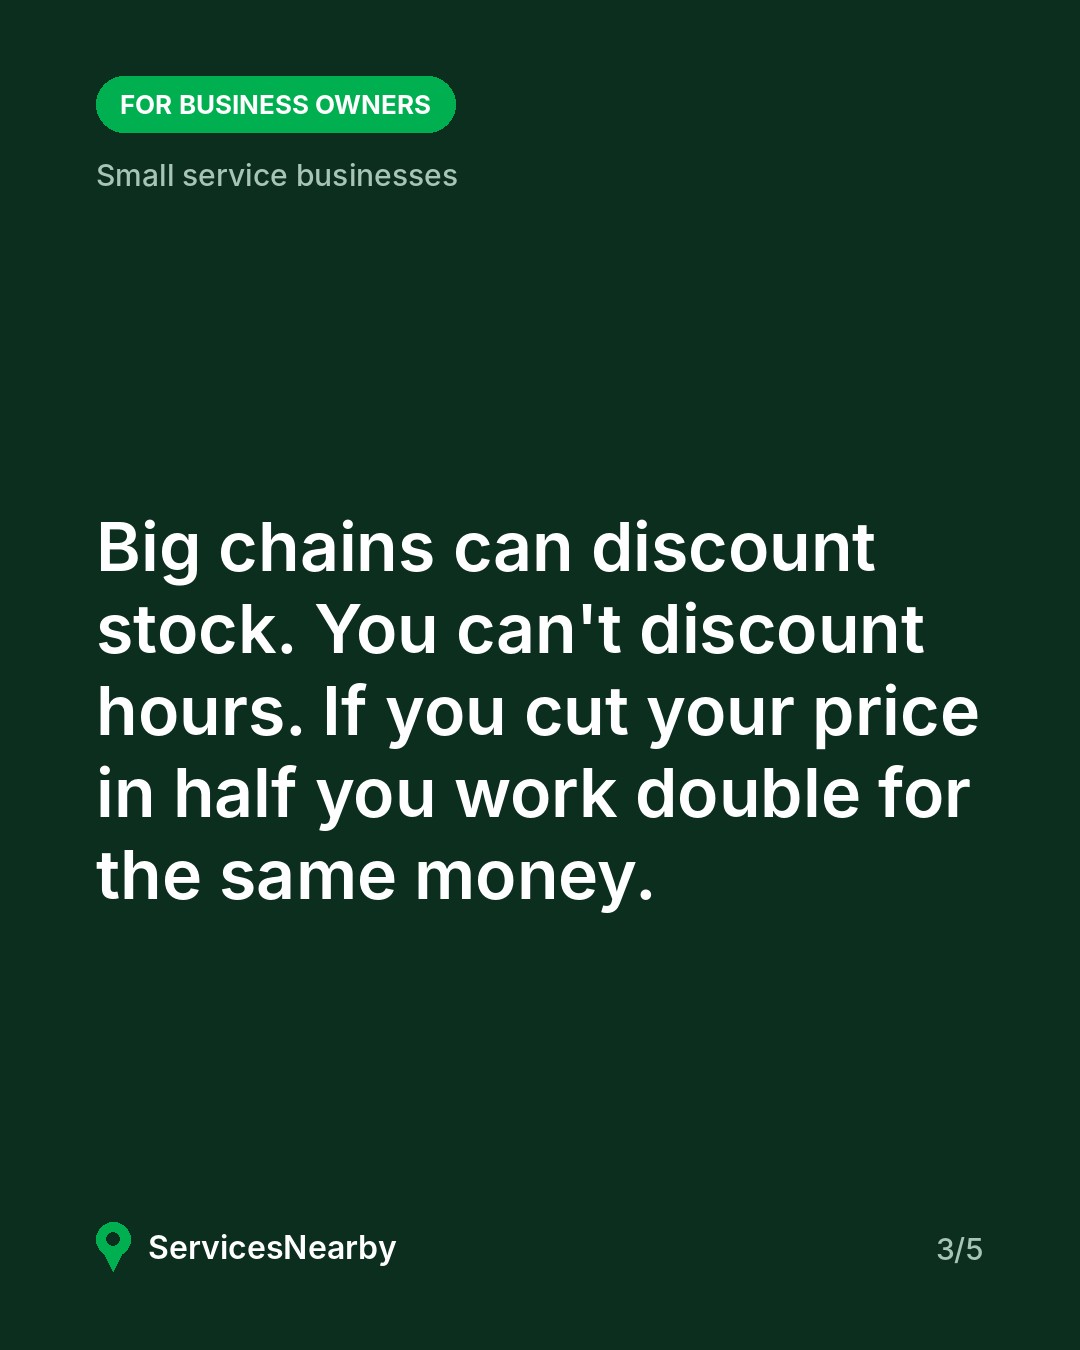 FOR BUSINESS OWNERS
Small service businesses
Big chains can discount
stock. You can't discount
hours. If you cut your price
in half you work double for
the same money.
ServicesNearby
3/5